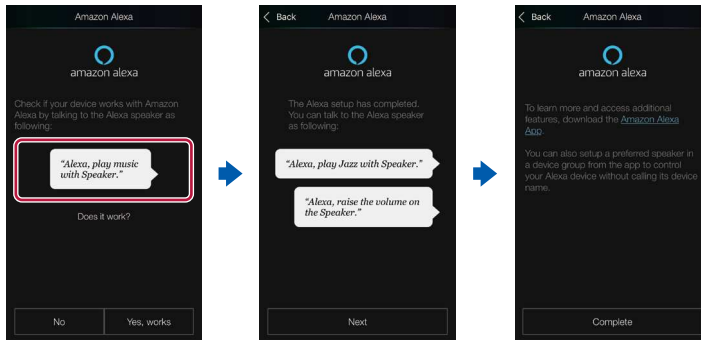 Amazon Alexa
amazon alexa
Check if your device works with Amazon
Alexa by talking to the Alexa speaker as
following:
“Alexa, play music
with Speaker.”
Does it work?
No
Yes, works
Back
Amazon Alexa
amazon alexa
The Alexa setup has completed.
You can talk to the Alexa speaker
as following:
“Alexa, play Jazz with Speaker.”
“Alexa, raise the volume on
the Speaker.”
Next
Back
Amazon Alexa
amazon alexa
To learn more and access additional
features, download the Amazon Alexa
App.
You can also setup a preferred speaker in
a device group from the app to control
your Alexa device without calling its device
name.
Complete